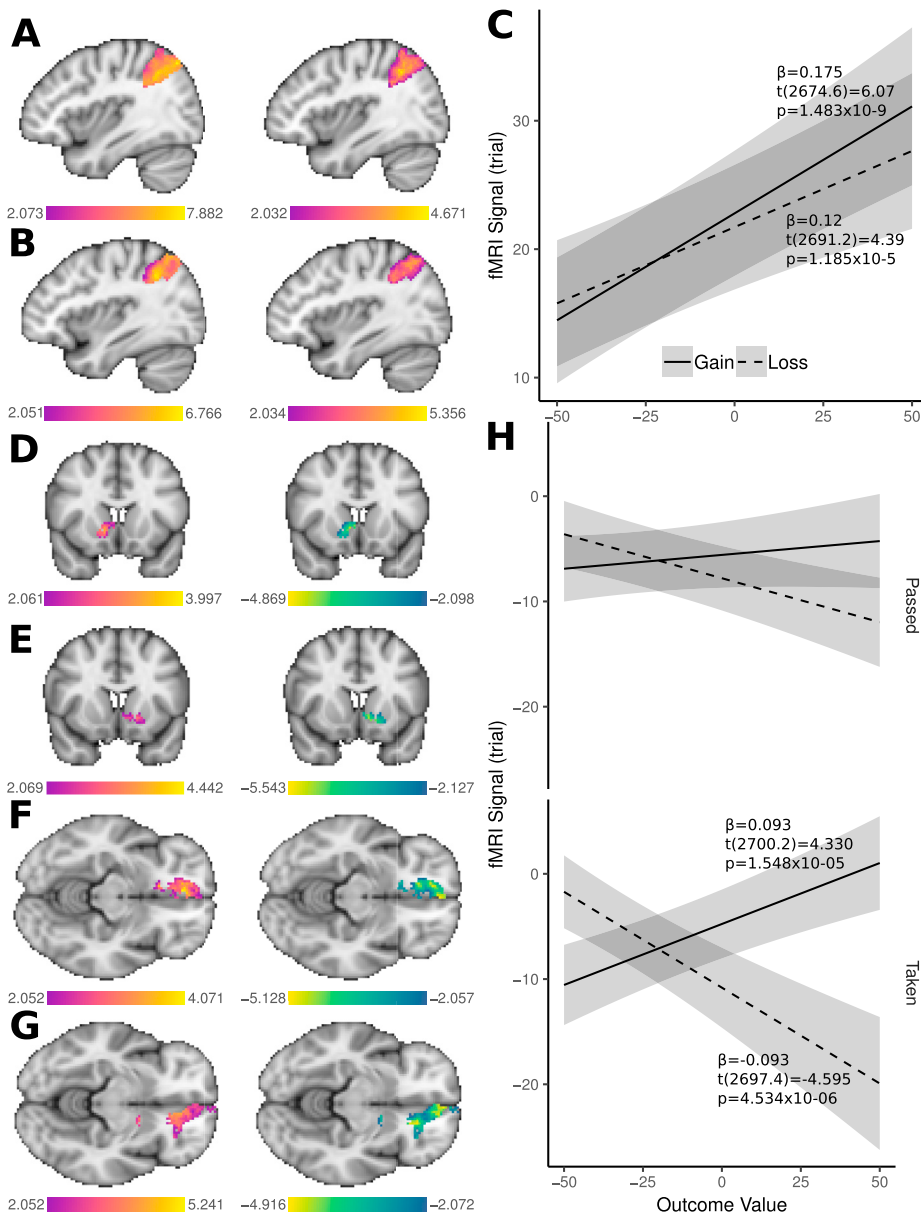 A
2.073 7.882
2.032 4.671
B
2.051 6.766
2.034 5.356
C
fMRI Signal (trial)
30
20
10
β=0.175
t(2674.6)=6.07
p=1.483x10-9
β=0.12
t(2691.2)=4.39
p=1.185x10-5
Gain Loss
−50 −25 0 25 50
D
2.061 3.997
−4.869 −2.098
E
2.069 4.442
−5.543 −2.127
F
2.052 4.071
−5.128 −2.057
G
2.052 5.241
−4.916 −2.072
H
fMRI Signal (trial)
0
−10
−20
Passed
0
−10
−20
β=0.093
t(2700.2)=4.330
p=1.548x10-05
β=-0.093
t(2697.4)=-4.595
p=4.534x10-06
Taken
−50 −25 0 25 50
Outcome Value